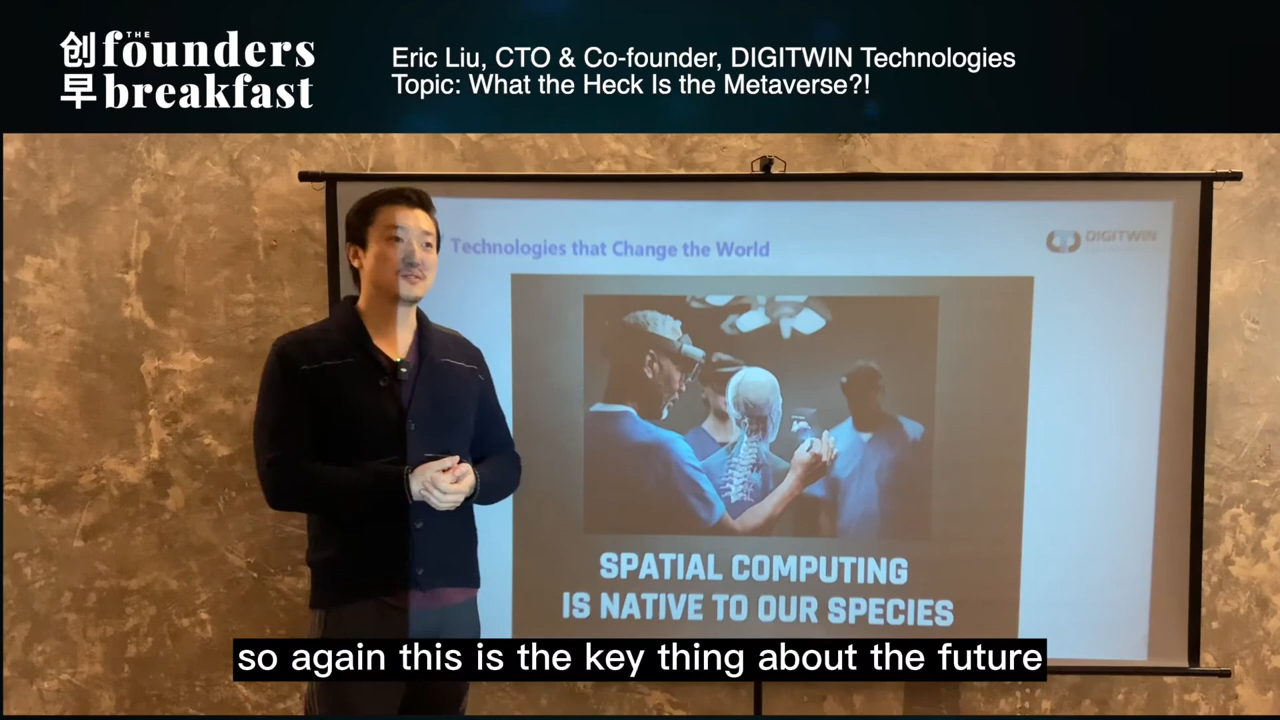 创
早
THE
founders
breakfast
Eric Liu, CTO & Co-founder, DIGITWIN Technologies
Topic: What the Heck Is the Metaverse?!
Technologies that Change the World
DIGITWIN
SPATIAL COMPUTING
IS NATIVE TO OUR SPECIES
so again this is the key thing about the future